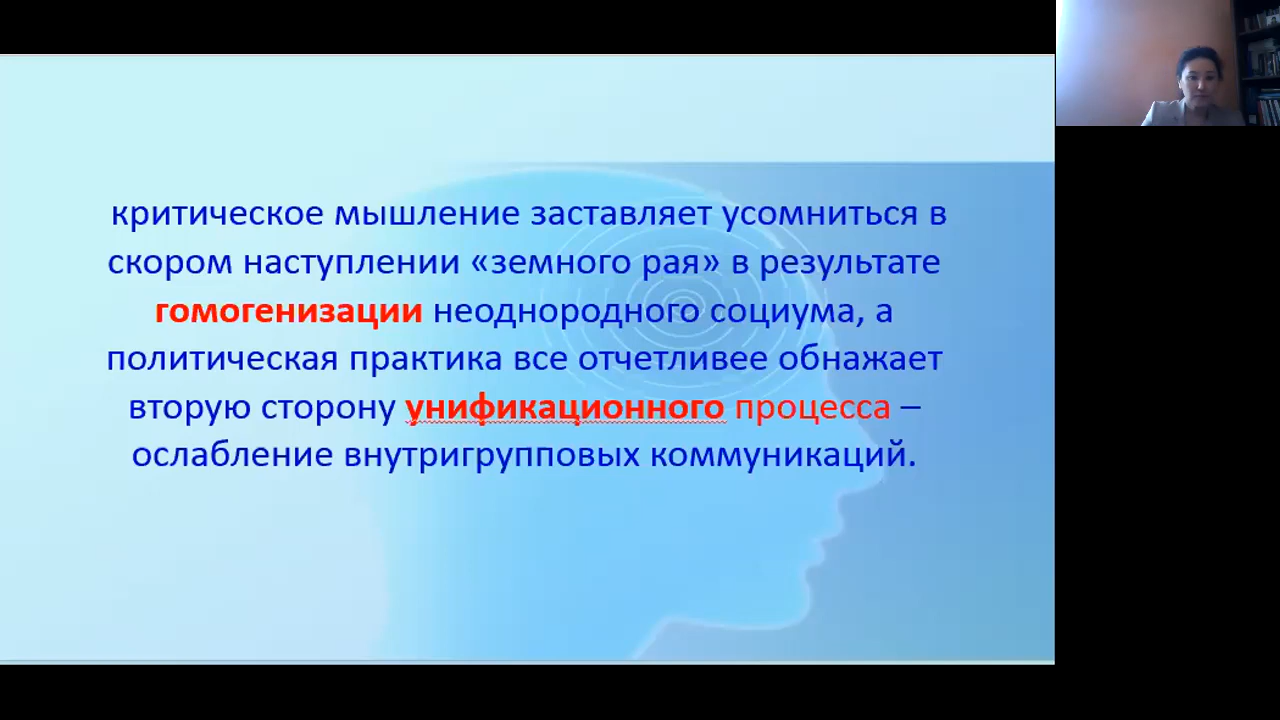 критическое мышление заставляет усомниться в
скором наступлении «земного рая» в результате
гомогенизации неоднородного социума, а
политическая практика все отчетливее обнажает
вторую сторону унификационного процесса –
ослабление внутригрупповых коммуникаций.